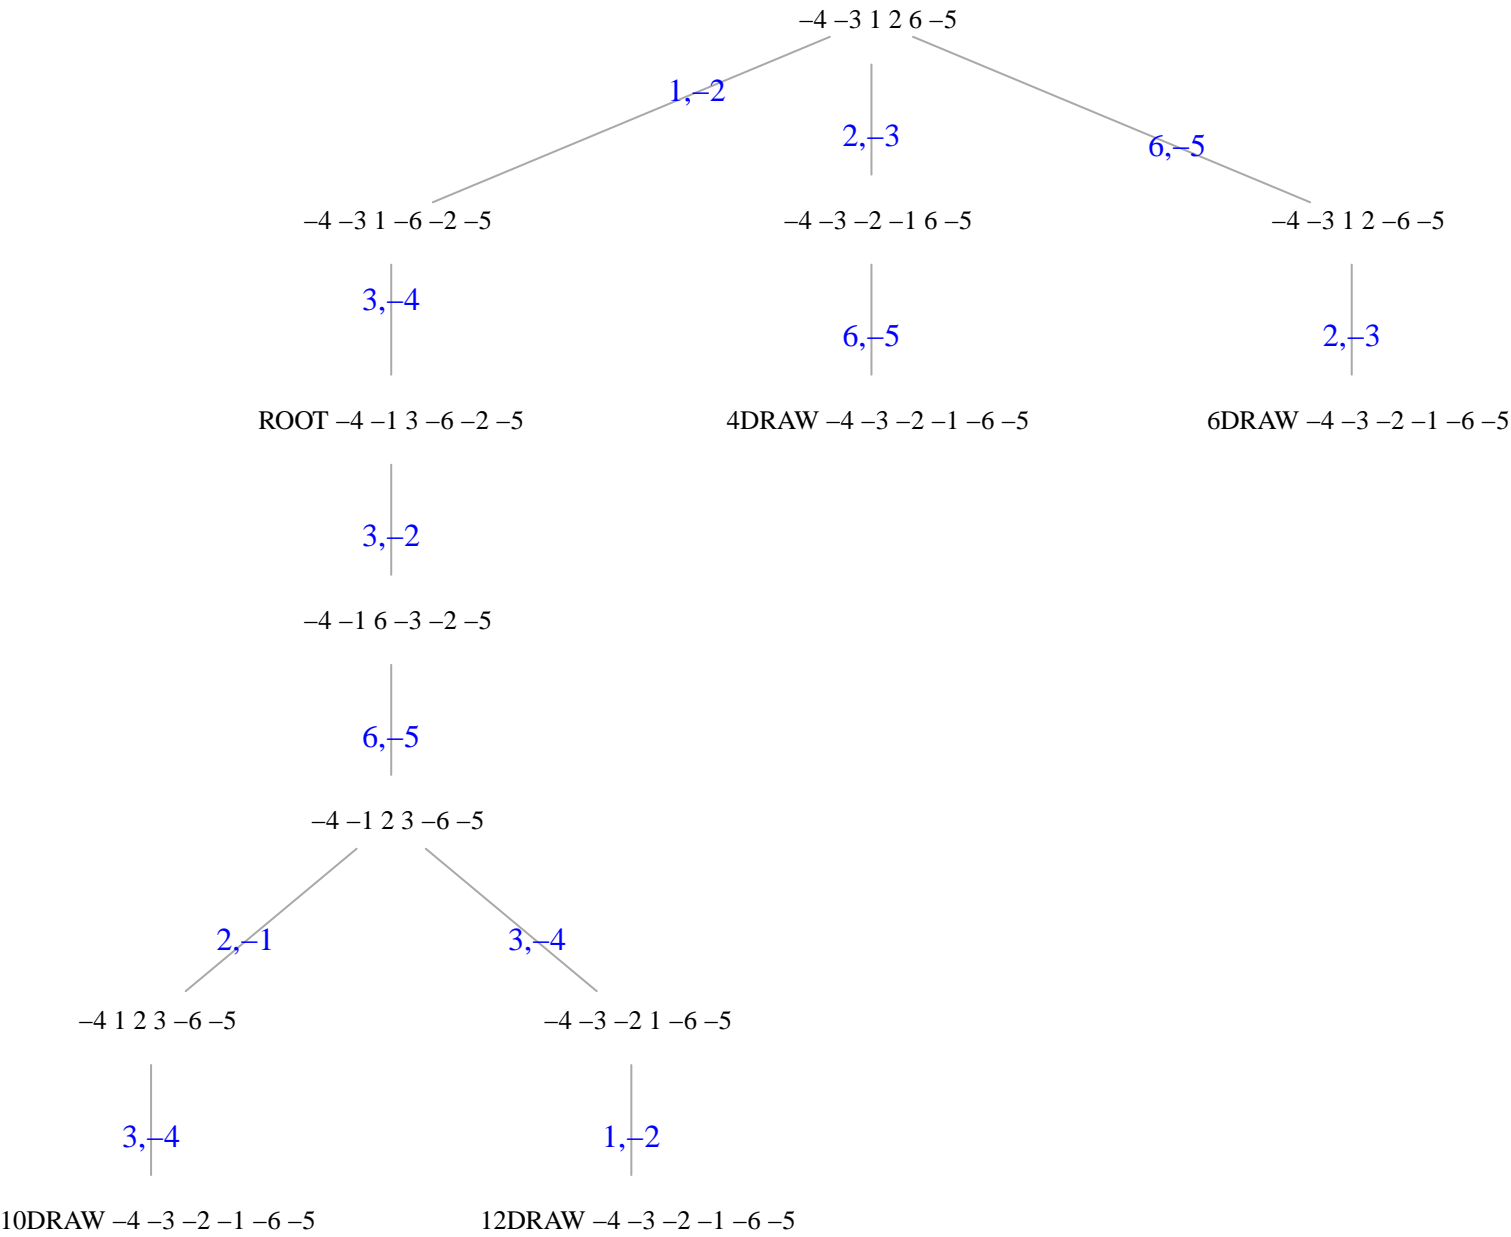 –4 –3 1 2 6 –5
1,–2
2,–3
6,–5
–4 –3 1 –6 –2 –5
–4 –3 –2 –1 6 –5
–4 –3 1 2 –6 –5
3,–4
6,–5
2,–3
ROOT –4 –1 3 –6 –2 –5
4DRAW –4 –3 –2 –1 –6 –5
6DRAW –4 –3 –2 –1 –6 –5
3,–2
–4 –1 6 –3 –2 –5
6,–5
–4 –1 2 3 –6 –5
2,–1
3,–4
–4 1 2 3 –6 –5
–4 –3 –2 1 –6 –5
3,–4
1,–2
10DRAW –4 –3 –2 –1 –6 –5
12DRAW –4 –3 –2 –1 –6 –5